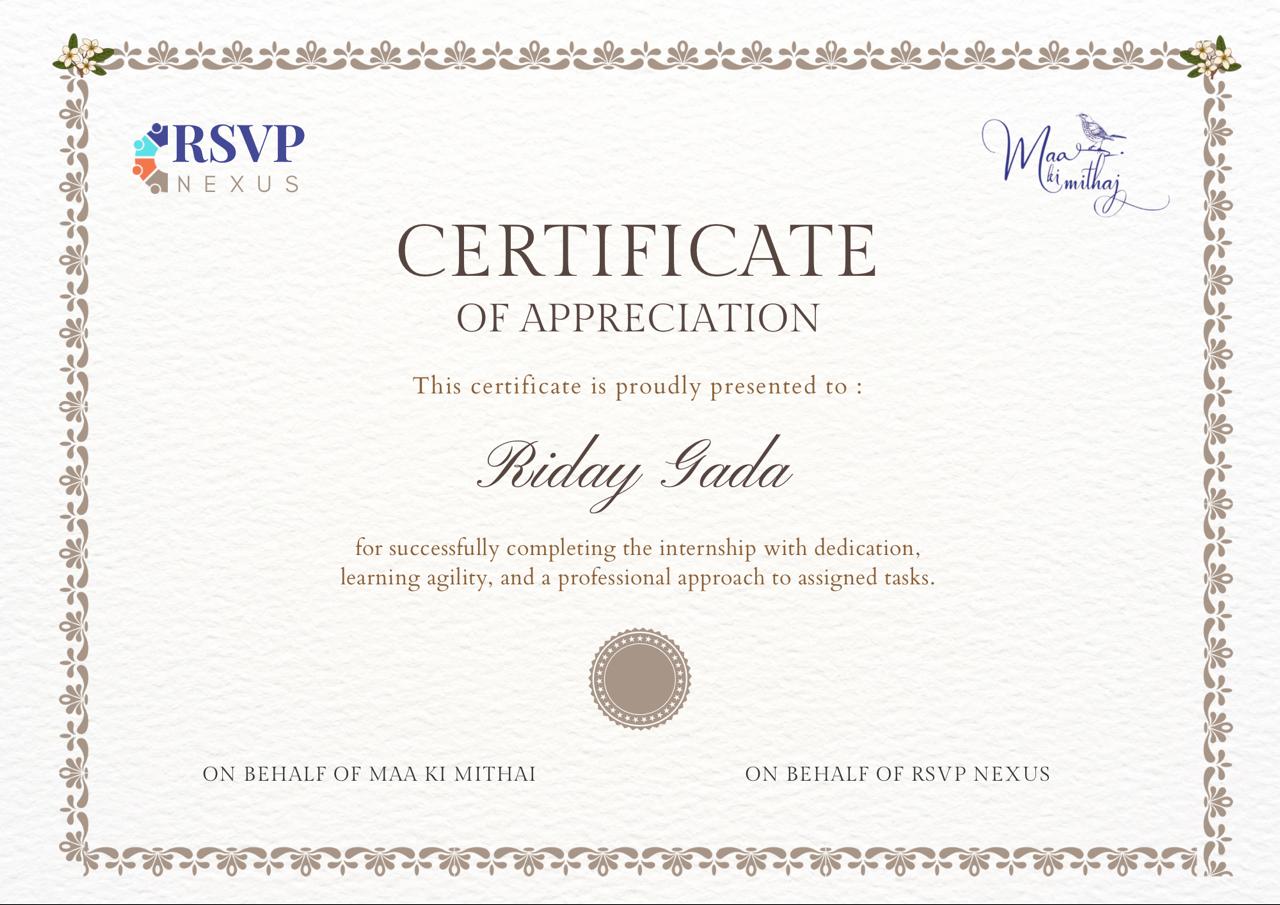 RSVP
NEXUS
Maa
ki mithai
CERTIFICATE
OF APPRECIATION
This certificate is proudly presented to :
Riday Gada
for successfully completing the internship with dedication,
learning agility, and a professional approach to assigned tasks.
ON BEHALF OF MAA KI MITHAI
ON BEHALF OF RSVP NEXUS